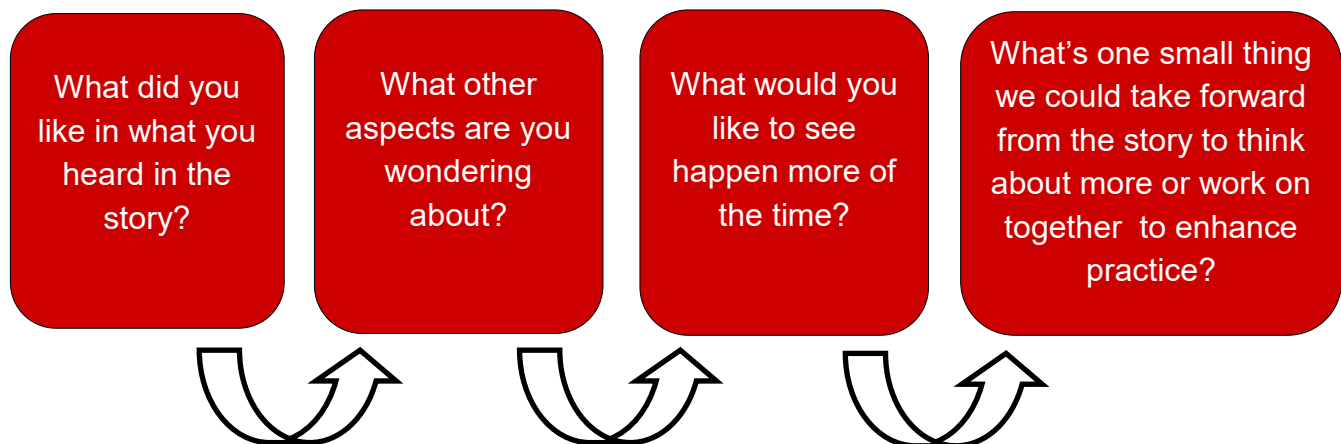 What did you
like in what you
heard in the
story?
What other
aspects are you
wondering
about?
What would you
like to see
happen more of
the time?
What’s one small thing
we could take forward
from the story to think
about more or work on
together  to enhance
practice?